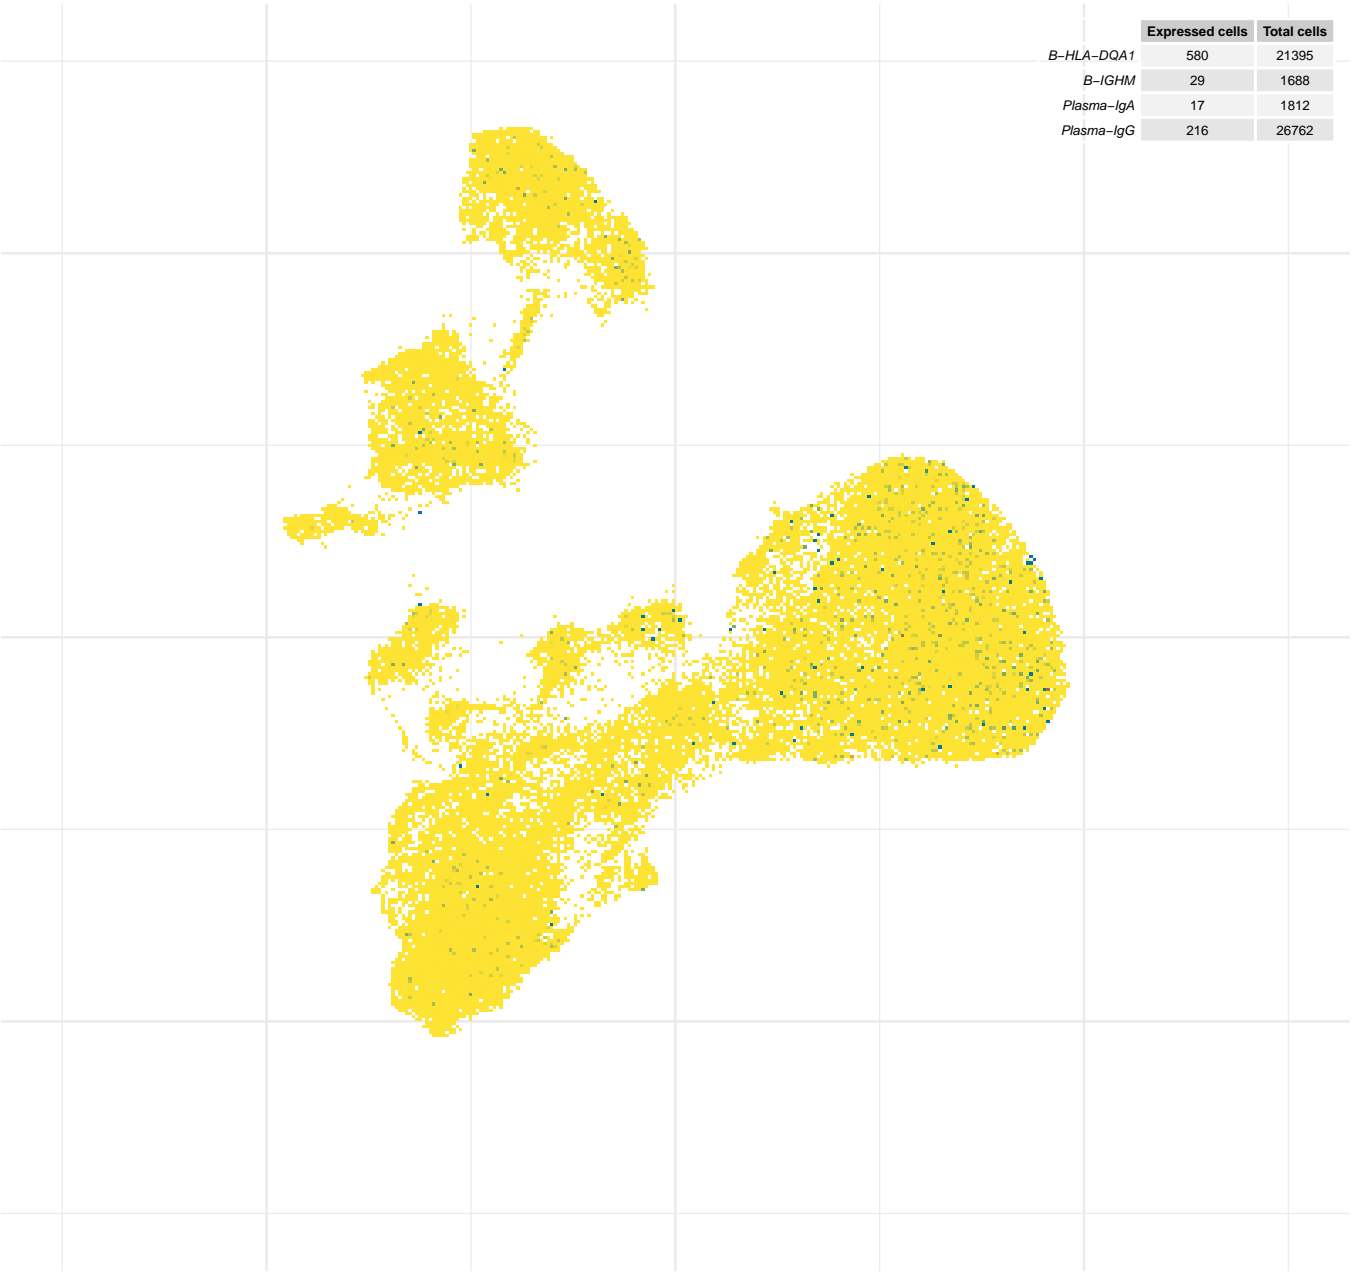 Expressed cells Total cells
B−HLA−DQA1 580 21395
B−IGHM 29 1688
Plasma−IgA 17 1812
Plasma−IgG 216 26762